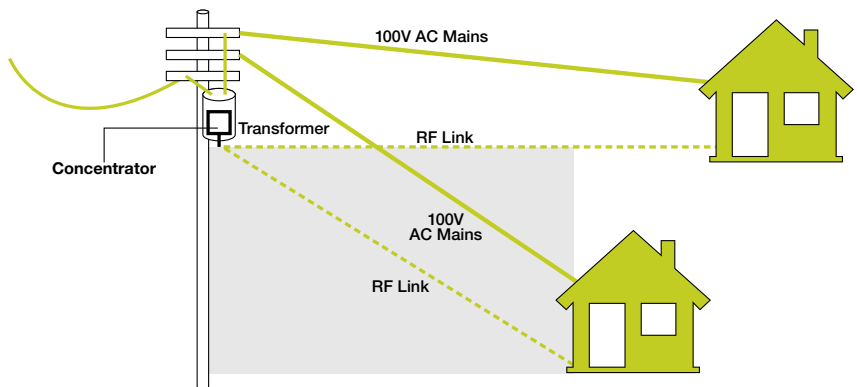 100V AC Mains
Transformer
RF Link
Concentrator
100V
AC Mains
RF Link